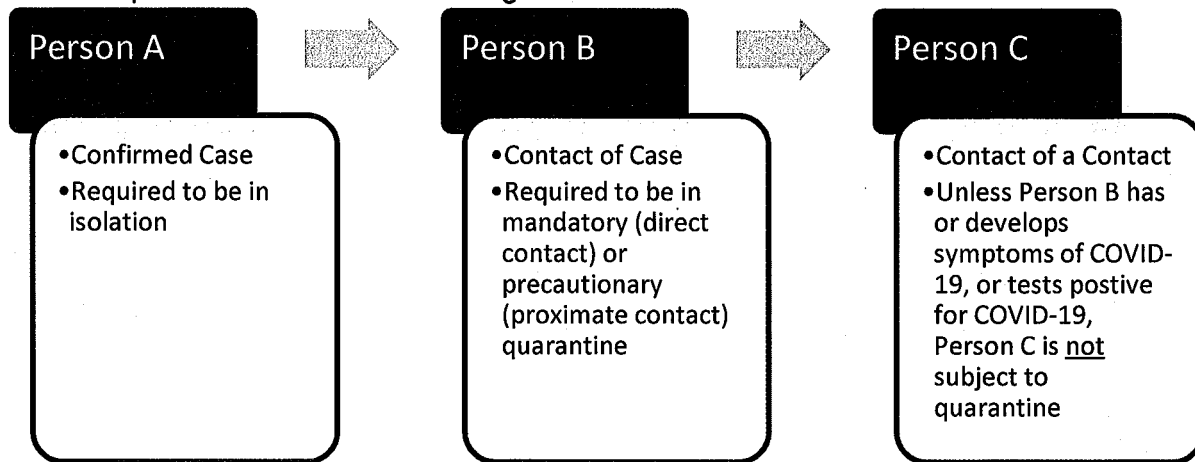 Person A
Person B
Person C
•Confirmed Case
•Required to be in
isolation
•Contact of Case
•Required to be in
mandatory (direct
contact) or
precautionary
(proximate contact)
quarantine
•Contact of a Contact
•Unless Person B has
or develops
symptoms of COVID-
19, or tests postive
for COVID-19,
Person C is not
subject to
quarantine